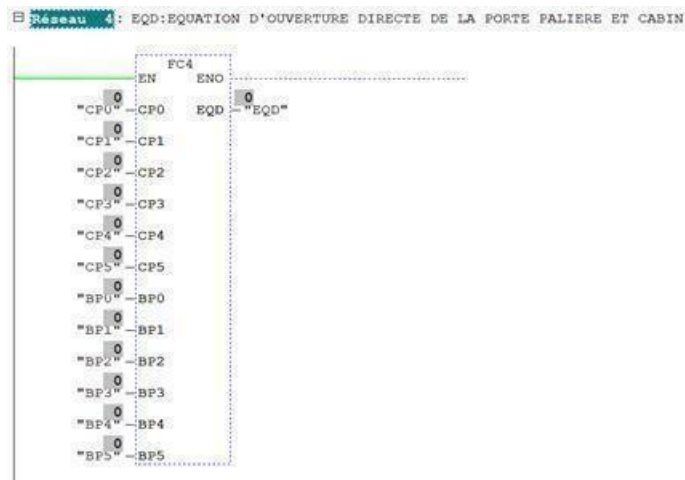 Réseau 4 : EQD:EQUATION D'OUVERTURE DIRECTE DE LA PORTE PALIERE ET CABIN
FC4
EN ENO
0 0
"CP0" CP0 EQD "EQD"
0
"CP1" CP1
0
"CP2" CP2
0
"CP3" CP3
0
"CP4" CP4
0
"CP5" CP5
0
"BP0" BP0
0
"BP1" BP1
0
"BP2" BP2
0
"BP3" BP3
0
"BP4" BP4
0
"BP5" BP5